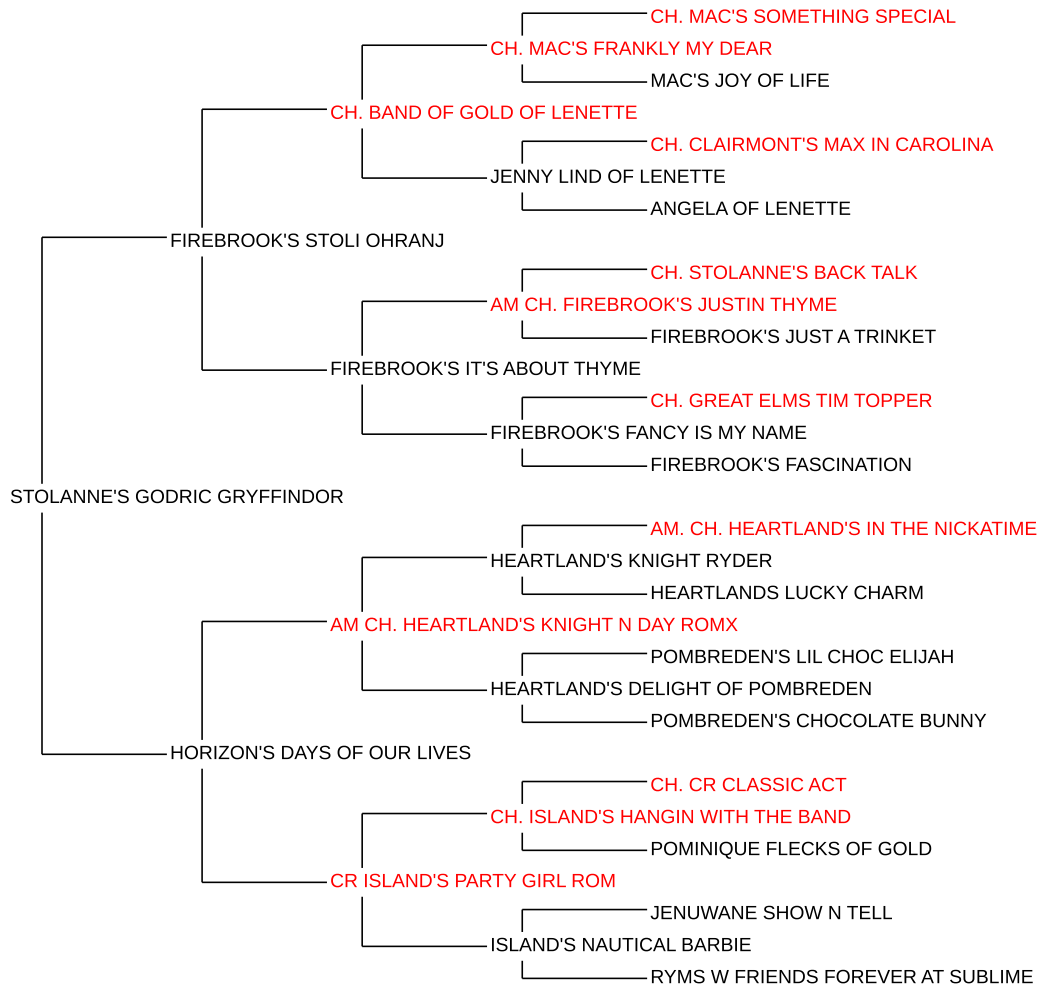 CH. MAC'S SOMETHING SPECIAL
CH. MAC'S FRANKLY MY DEAR
MAC'S JOY OF LIFE
CH. BAND OF GOLD OF LENETTE
CH. CLAIRMONT'S MAX IN CAROLINA
JENNY LIND OF LENETTE
ANGELA OF LENETTE
FIREBROOK'S STOLI OHRANJ
CH. STOLANNE'S BACK TALK
AM CH. FIREBROOK'S JUSTIN THYME
FIREBROOK'S JUST A TRINKET
FIREBROOK'S IT'S ABOUT THYME
CH. GREAT ELMS TIM TOPPER
FIREBROOK'S FANCY IS MY NAME
FIREBROOK'S FASCINATION
STOLANNE'S GODRIC GRYFFINDOR
AM. CH. HEARTLAND'S IN THE NICKATIME
HEARTLAND'S KNIGHT RYDER
HEARTLANDS LUCKY CHARM
AM CH. HEARTLAND'S KNIGHT N DAY ROMX
POMBREDEN'S LIL CHOC ELIJAH
HEARTLAND'S DELIGHT OF POMBREDEN
POMBREDEN'S CHOCOLATE BUNNY
HORIZON'S DAYS OF OUR LIVES
CH. CR CLASSIC ACT
CH. ISLAND'S HANGIN WITH THE BAND
POMINIQUE FLECKS OF GOLD
CR ISLAND'S PARTY GIRL ROM
JENUWANE SHOW N TELL
ISLAND'S NAUTICAL BARBIE
RYMS W FRIENDS FOREVER AT SUBLIME